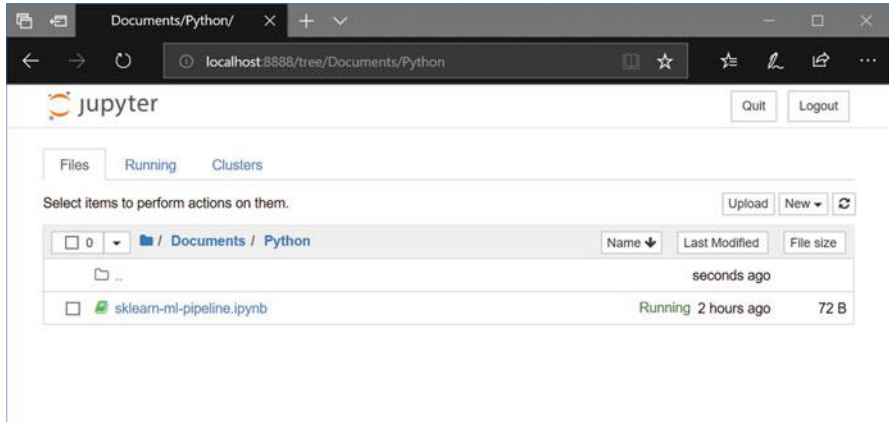 Documents/Python/
localhost:8888/tree/Documents/Python
jupyter
Quit Logout
Files Running Clusters
Select items to perform actions on them.
Upload New
0 / Documents / Python Name Last Modified File size
.. seconds ago
sklearn-ml-pipeline.ipynb Running 2 hours ago 72 B